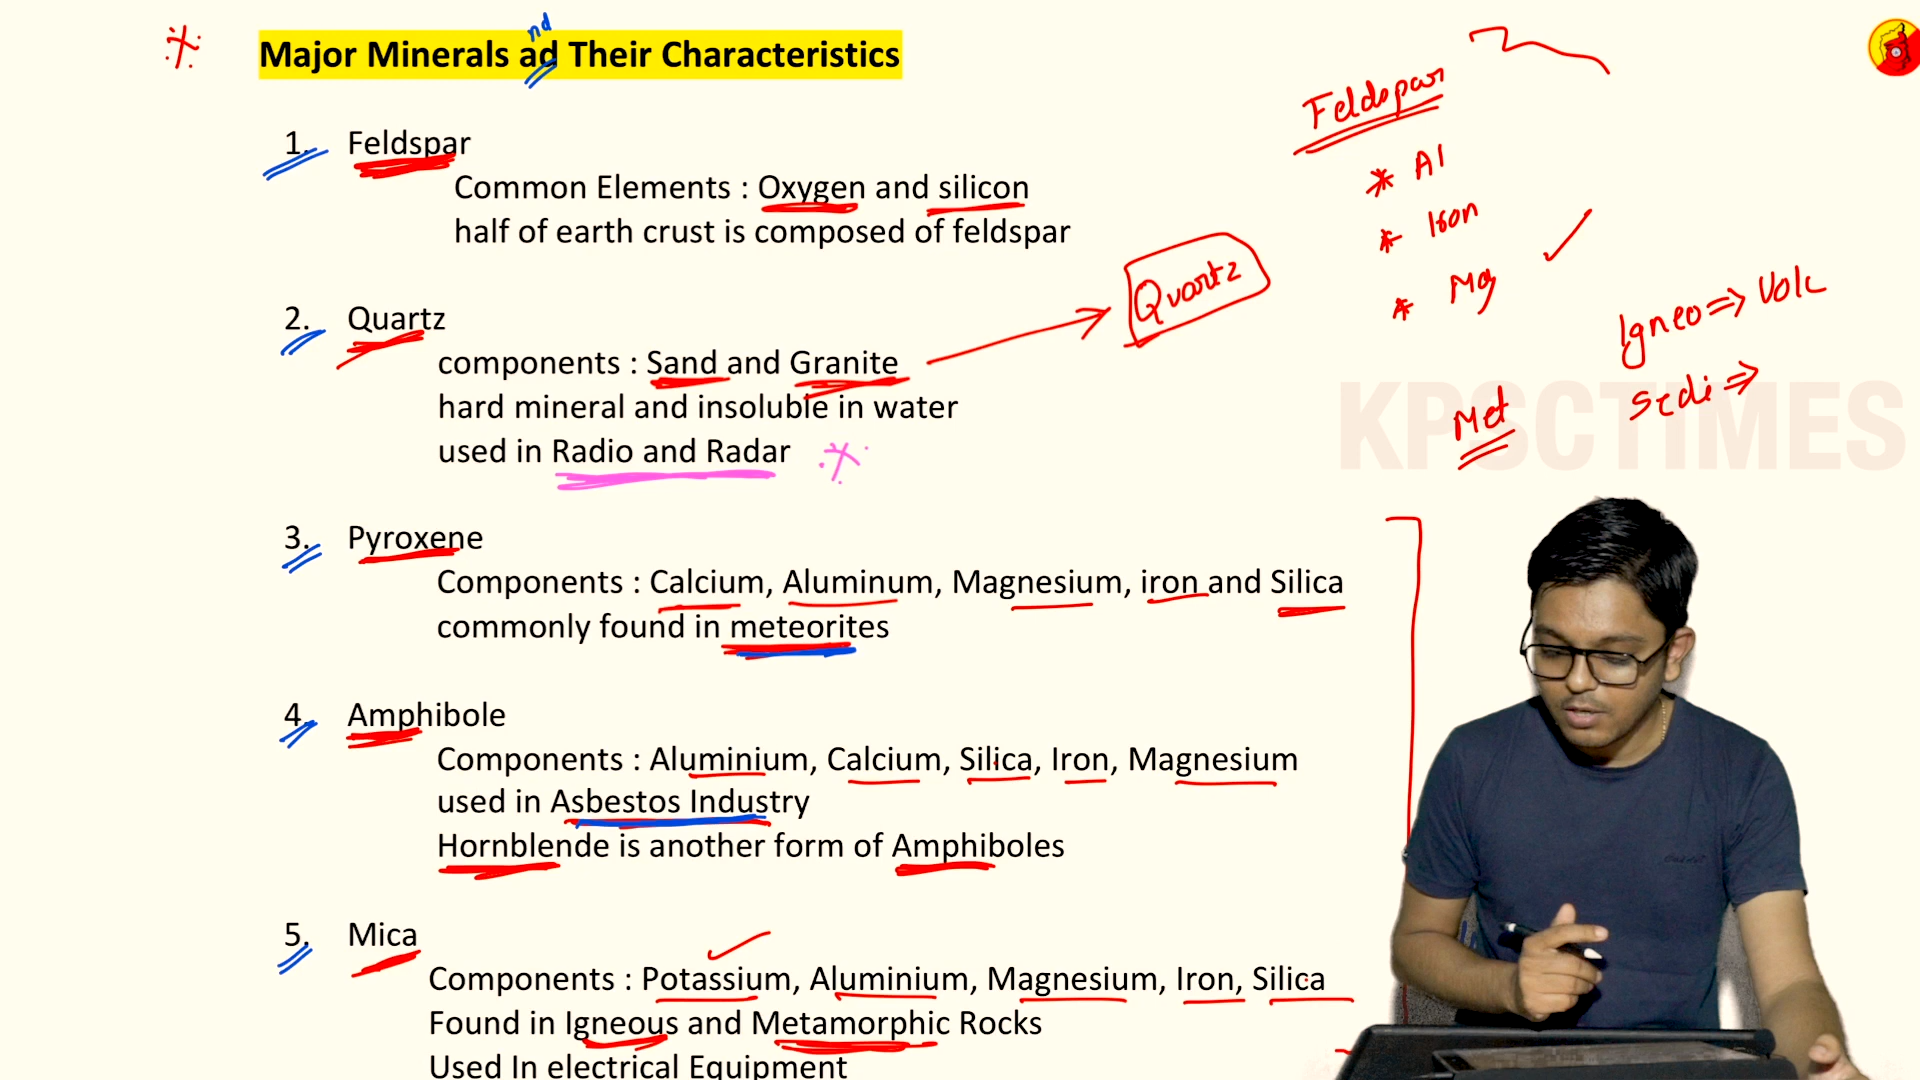 Major Minerals ad Their Characteristics
nd
1. Feldspar
Common Elements : Oxygen and silicon
half of earth crust is composed of feldspar
2. Quartz
components : Sand and Granite
hard mineral and insoluble in water
used in Radio and Radar
3. Pyroxene
Components : Calcium, Aluminum, Magnesium, iron and Silica
commonly found in meteorites
4. Amphibole
Components : Aluminium, Calcium, Silica, Iron, Magnesium
used in Asbestos Industry
Hornblende is another form of Amphiboles
5. Mica
Components : Potassium, Aluminium, Magnesium, Iron, Silica
Found in Igneous and Metamorphic Rocks
Used In electrical Equipment
Quartz
Feldspar
* Al
* Iron
* Mg
Igneo => Volc
Sedi =>
Met
KPSCTIMES